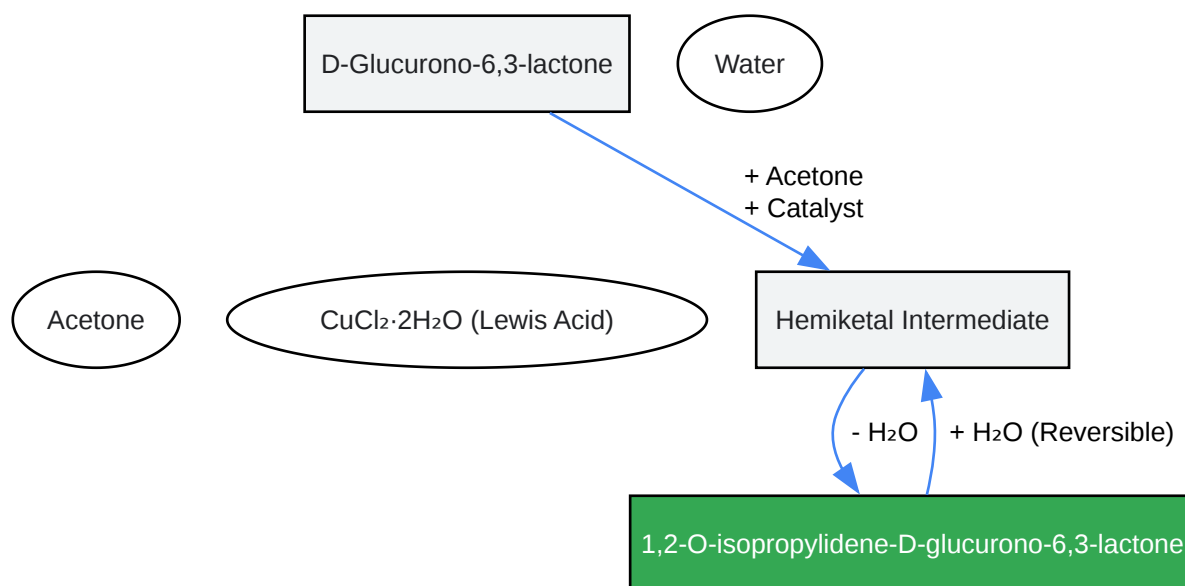 D-Glucurono-6,3-lactone
Water
+ Acetone
+ Catalyst
Acetone
CuCl₂·2H₂O (Lewis Acid)
Hemiketal Intermediate
- H₂O
+ H₂O (Reversible)
1,2-O-isopropylidene-D-glucurono-6,3-lactone